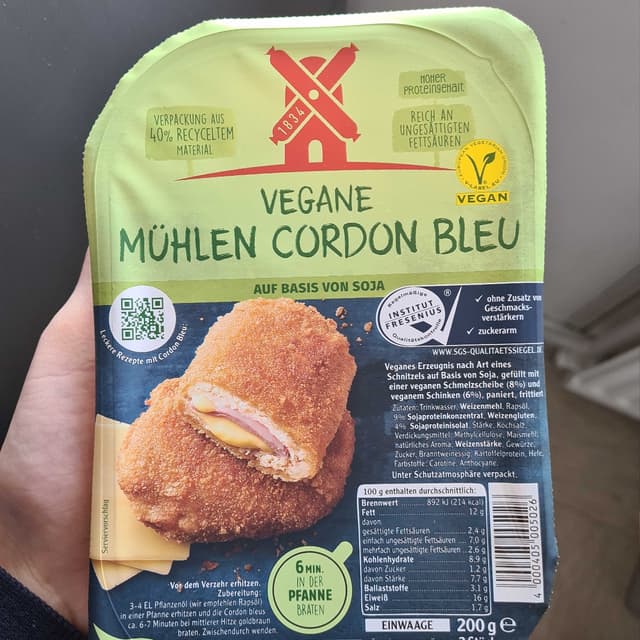 1834
HOHER
PROTEINGEHALT
VERPACKUNG AUS
40% RECYCELTEM
MATERIAL
REICH AN
UNGESÄTTIGTEN
FETTSÄUREN
V-LABEL.EU
VEGAN
VEGANE
MÜHLEN CORDON BLEU
AUF BASIS VON SOJA
Leckere Rezepte mit Cordon Bleu:
Regelmäßige
INSTITUT
FRESENIUS
Qualitätskontrolle
®
✓ ohne Zusatz von
Geschmacks-
verstärkern
✓ zuckerarm
WWW.SGS-QUALITAETSSIEGEL.D
Veganes Erzeugnis nach Art eines
Schnitzels auf Basis von Soja, gefüllt mit
einer veganen Schmelzscheibe (8%) und
veganem Schinken (6%), paniert, frittiert
Zutaten: Trinkwasser, Weizenmehl, Rapsöl,
9% Sojaproteinkonzentrat, Weizengluten,
4% Sojaproteinisolat, Stärke, Kochsalz,
Verdickungsmittel: Methylcellulose; Maismehl,
natürliches Aroma, Weizenstärke, Gewürze,
Zucker, Branntweinessig, Kartoffelprotein, Hefe,
Farbstoffe: Carotine, Anthocyane.
Unter Schutzatmosphäre verpackt.
100 g enthalten durchschnittlich:
Brennwert 892 kJ (214 kcal)
Fett 12 g
davon
gesättigte Fettsäuren 2,4 g
einfach ungesättigte Fettsäuren 7,0 g
mehrfach ungesättigte Fettsäuren 2,6 g
Kohlenhydrate 8,9 g
davon Zucker 1,2 g
davon Stärke 7,7 g
Ballaststoffe 3,1 g
Eiweiß 16 g
Salz 1,7 g
4 000405 005026
EINWAAGE 200 g e
Serviervorschlag
6 MIN.
IN DER
PFANNE
BRATEN
Vor dem Verzehr erhitzen.
Zubereitung:
3-4 EL Pflanzenöl (wir empfehlen Rapsöl)
in einer Pfanne erhitzen und die Cordon bleus
ca. 6-7 Minuten bei mittlerer Hitze goldbraun
braten. Zwischendurch wenden.